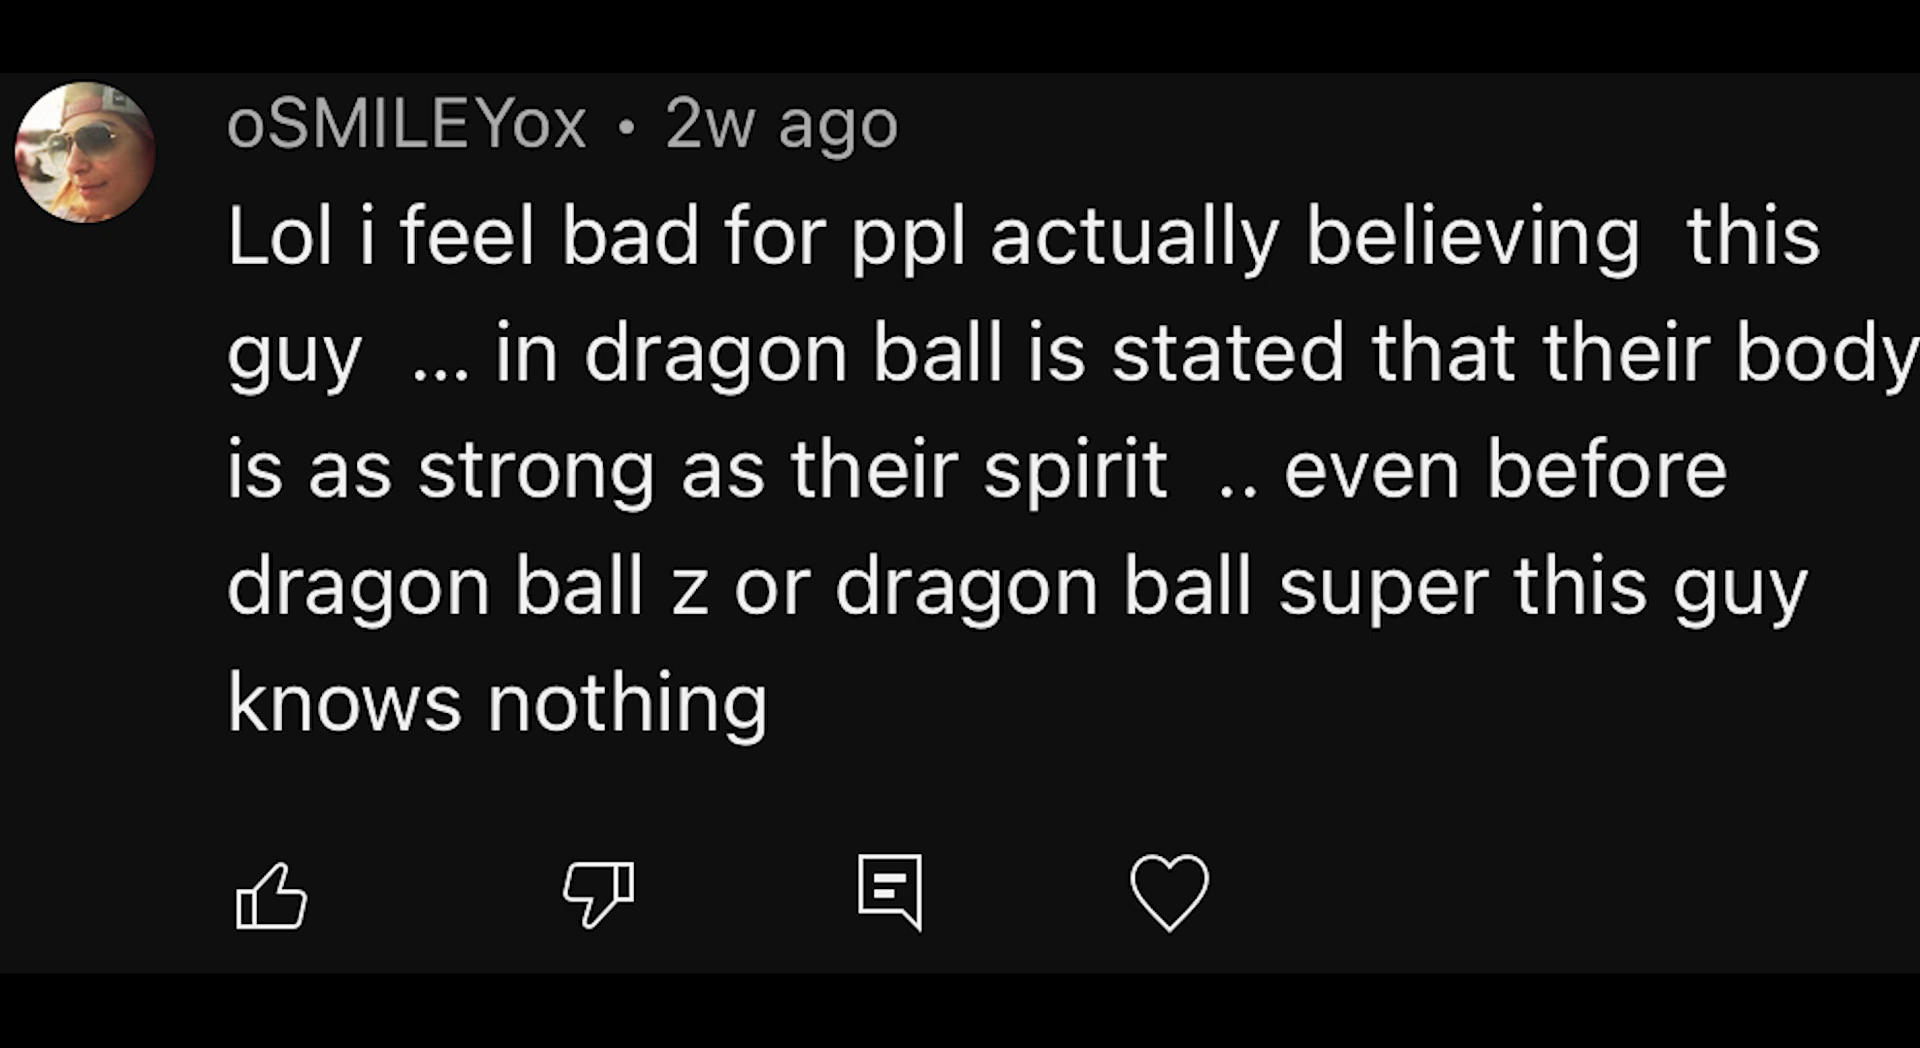 oSMILEYox • 2w ago
Lol i feel bad for ppl actually believing  this
guy  ... in dragon ball is stated that their body
is as strong as their spirit  .. even before
dragon ball z or dragon ball super this guy
knows nothing